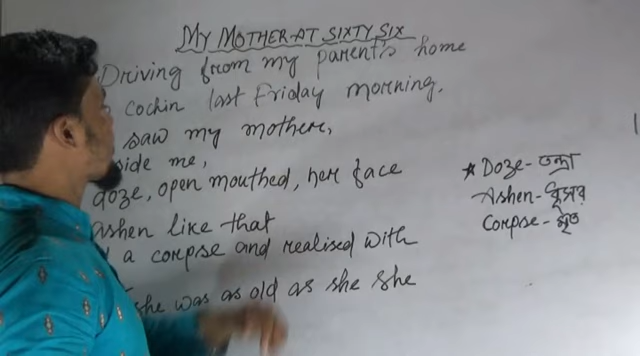 MY MOTHER AT SIXTY SIX
Driving from my parent's home
cochin last Friday morning,
saw my mothere,
side me,
doze, open mouthed, her face
ashen like that
a corpse and realised with
she was as old as she she
* Doze - তন্দ্রা
Ashen - ধূসর
Corpse - মৃত